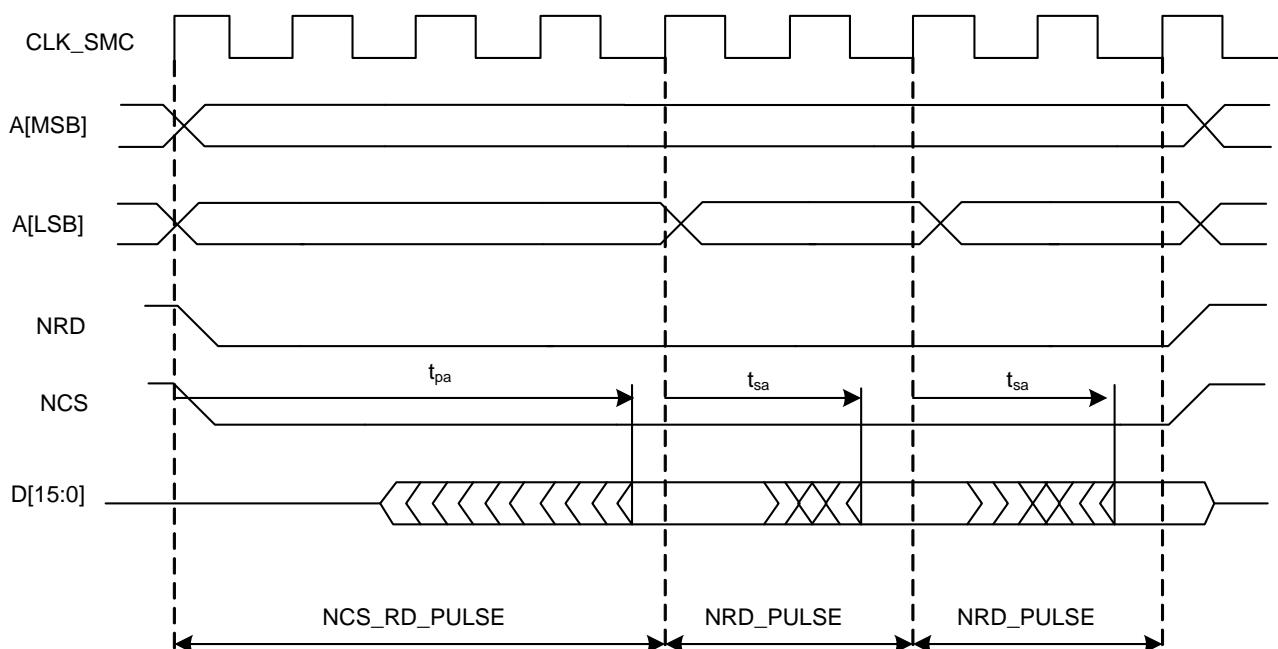 CLK_SMC
A[MSB]
A[LSB]
NRD
tpa
tsa
tsa
NCS
D[15:0]
NCS_RD_PULSE
NRD_PULSE
NRD_PULSE